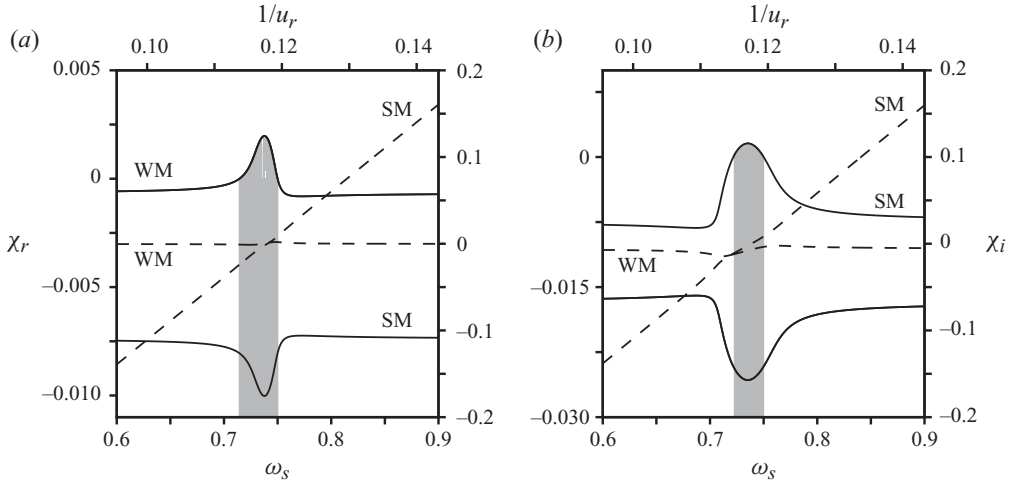 (a)
1/u_r
0.10 0.12 0.14
0.005
0
χ_r
-0.005
-0.010
0.2
0.1
0
-0.1
-0.2
WM
WM
SM
SM
0.6 0.7 0.8 0.9
ω_s
(b)
1/u_r
0.10 0.12 0.14
0
-0.015
-0.030
0.2
0.1
0
χ_i
-0.1
-0.2
SM
SM
WM
0.6 0.7 0.8 0.9
ω_s